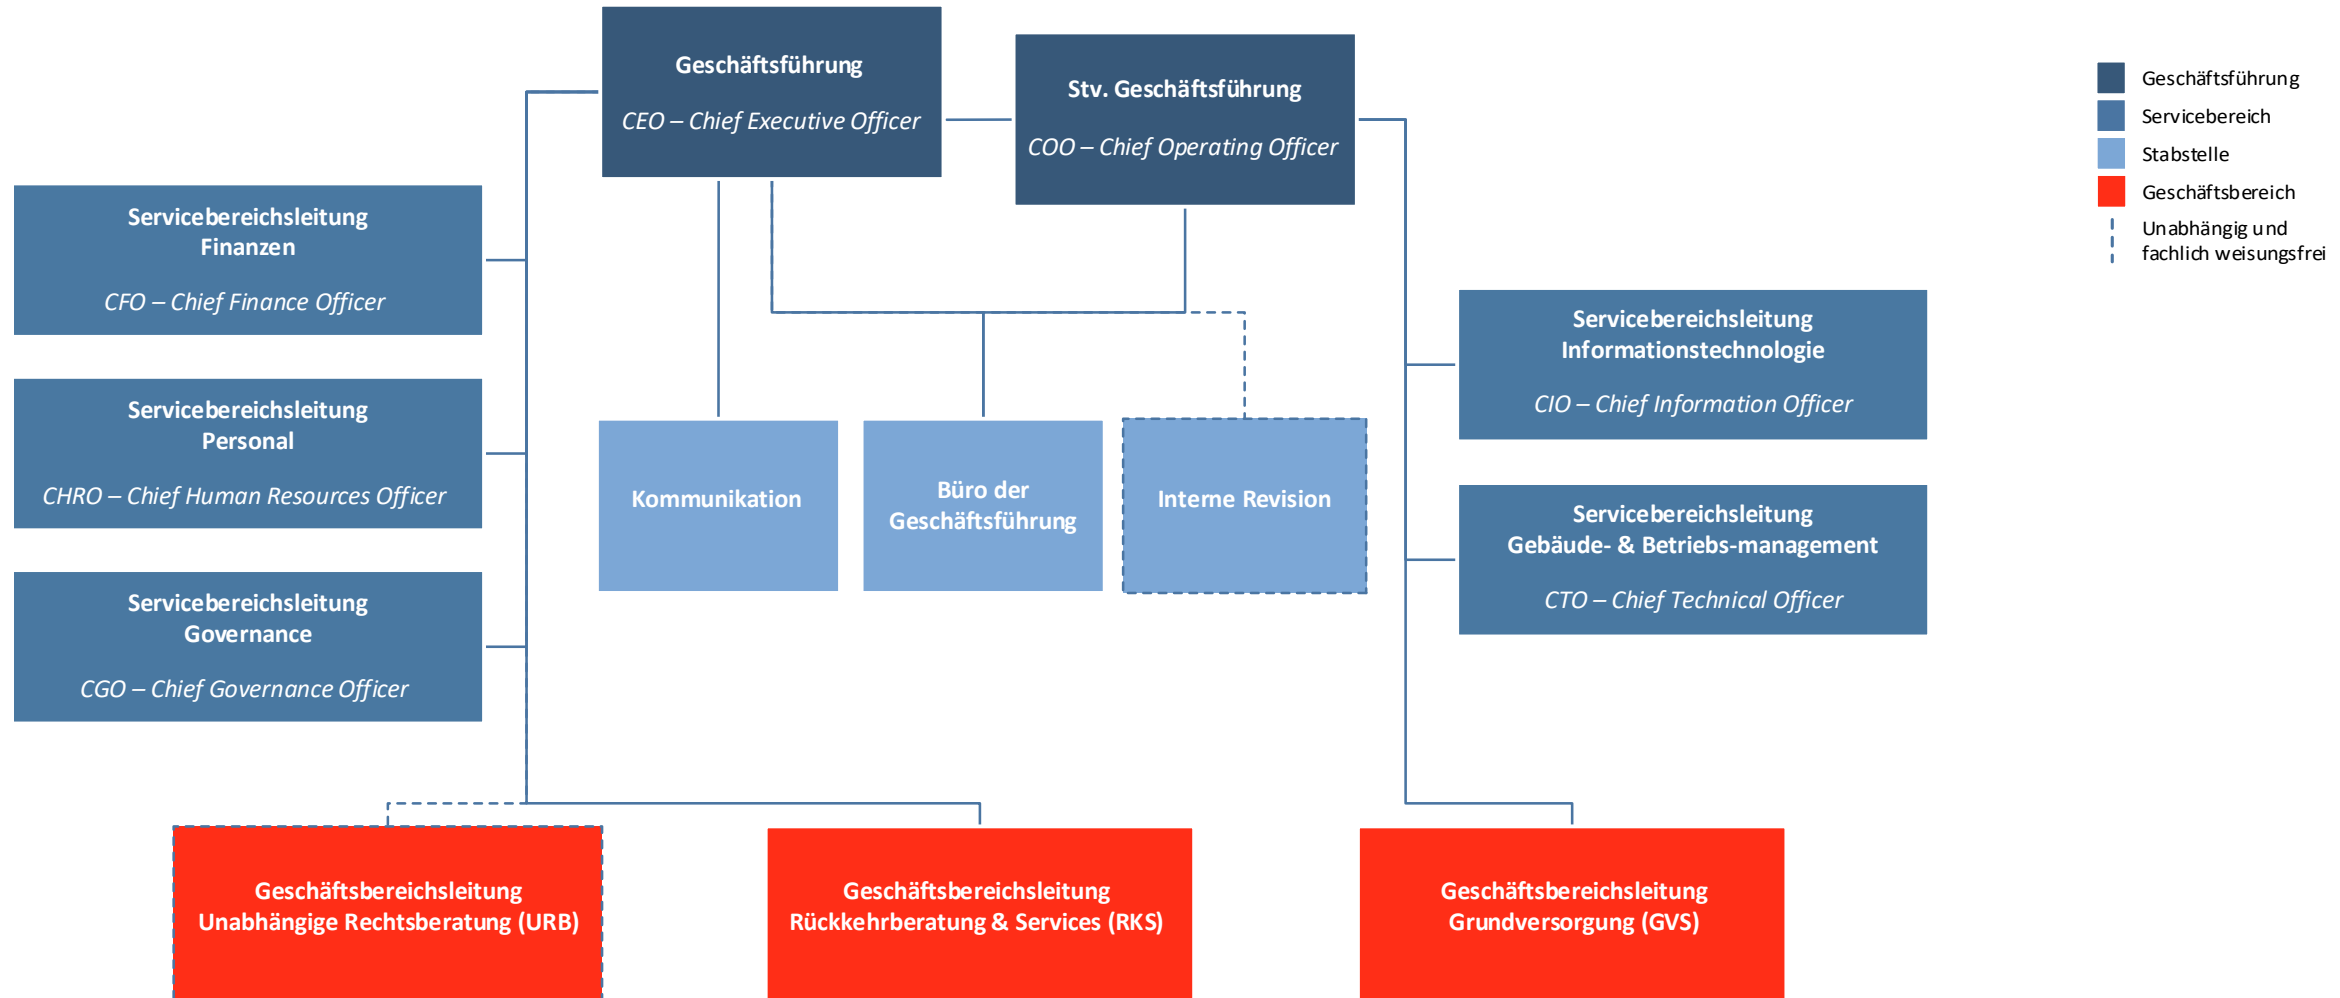 Geschäftsführung
CEO – Chief Executive Officer
Stv. Geschäftsführung
COO – Chief Operating Officer
Geschäftsführung
Servicebereich
Stabstelle
Geschäftsbereich
Unabhängig und
fachlich weisungsfrei
Servicebereichsleitung
Finanzen
CFO – Chief Finance Officer
Servicebereichsleitung
Personal
CHRO – Chief Human Resources Officer
Servicebereichsleitung
Governance
CGO – Chief Governance Officer
Kommunikation
Büro der
Geschäftsführung
Interne Revision
Servicebereichsleitung
Informationstechnologie
CIO – Chief Information Officer
Servicebereichsleitung
Gebäude- & Betriebs-management
CTO – Chief Technical Officer
Geschäftsbereichsleitung
Unabhängige Rechtsberatung (URB)
Geschäftsbereichsleitung
Rückkehrberatung & Services (RKS)
Geschäftsbereichsleitung
Grundversorgung (GVS)